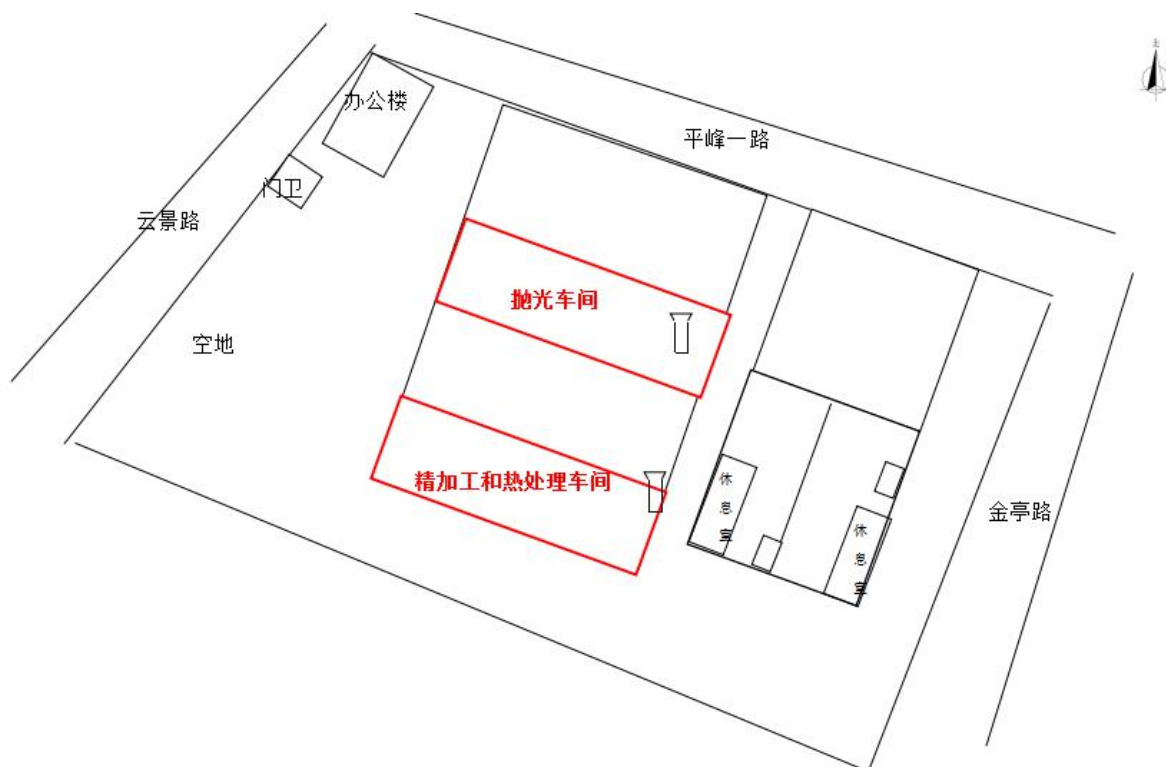 北
办公楼
平峰一路
门卫
云景路
抛光车间
空地
精加工和热处理车间
休
息
室
金亭路
休
息
室